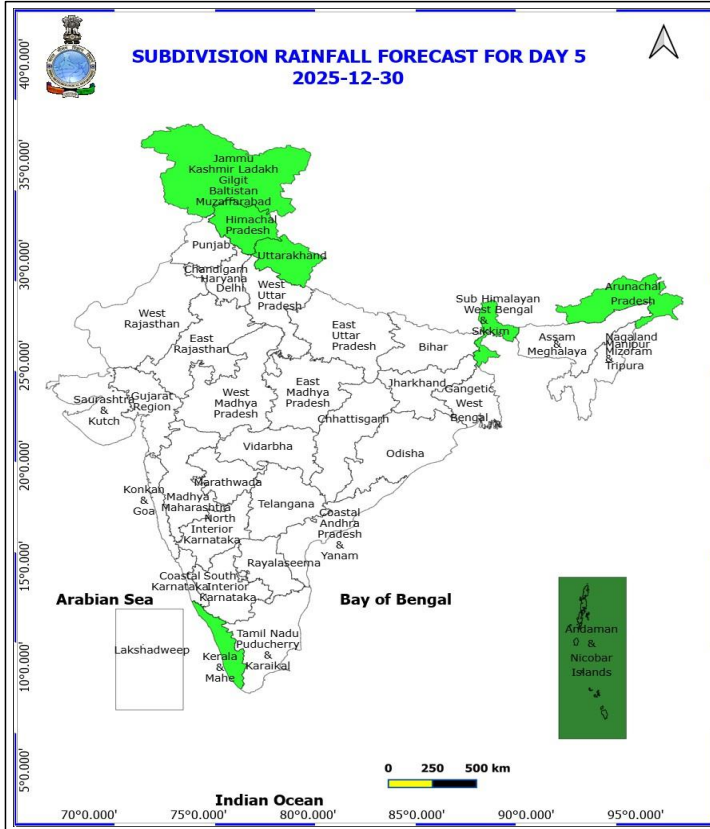 SUBDIVISION RAINFALL FORECAST FOR DAY 5
2025-12-30
40°0.000'
35°0.000'
30°0.000'
25°0.000'
20°0.000'
15°0.000'
10°0.000'
5°0.000'
Jammu
Kashmir Ladakh
Gilgit
Baltistan
Muzaffarabad
Himachal
Pradesh
Punjab
Uttarakhand
Chandigarh
Haryana
Delhi
West
Uttar
Pradesh
Arunachal
Pradesh
Sub Himalayan
West Bengal
&
Sikkim
West
Rajasthan
East
Rajasthan
East
Uttar
Pradesh
Bihar
Assam
&
Meghalaya
Nagaland
Manipur
Mizoram
&
Tripura
Saurashtra
&
Kutch
Gujarat
Region
West
Madhya
Pradesh
East
Madhya
Pradesh
Jharkhand
Gangetic
West
Bengal
Chhattisgarh
Vidarbha
Odisha
Konkan
&
Goa
Marathwada
Madhya
Maharashtra
North
Interior
Karnataka
Telangana
Coastal
Andhra
Pradesh
&
Yanam
Rayalaseema
Coastal
Karnataka
South
Interior
Karnataka
Arabian Sea
Bay of Bengal
Lakshadweep
Kerala
&
Mahe
Tamil Nadu
Puducherry
&
Karaikal
Andaman
&
Nicobar
Islands
0 250 500 km
Indian Ocean
70°0.000' 75°0.000' 80°0.000' 85°0.000' 90°0.000' 95°0.000'